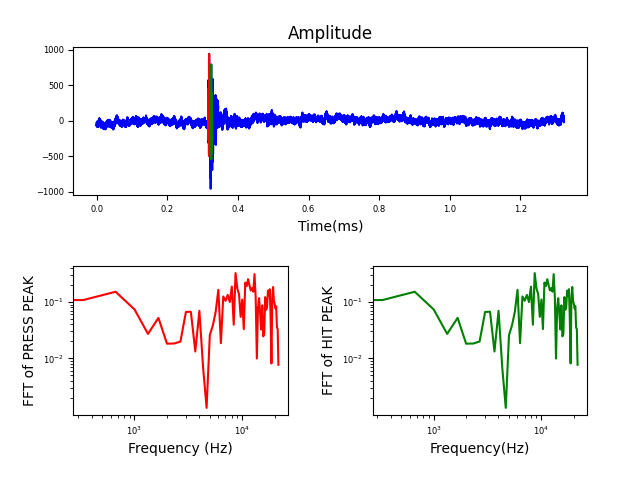 Amplitude
1000
500
0
−500
−1000
0.0 0.2 0.4 0.6 0.8 1.0 1.2
Time(ms)
FFT of PRESS PEAK
10⁻¹
10⁻²
10³ 10⁴
Frequency (Hz)
FFT of HIT PEAK
10⁻¹
10⁻²
10³ 10⁴
Frequency(Hz)